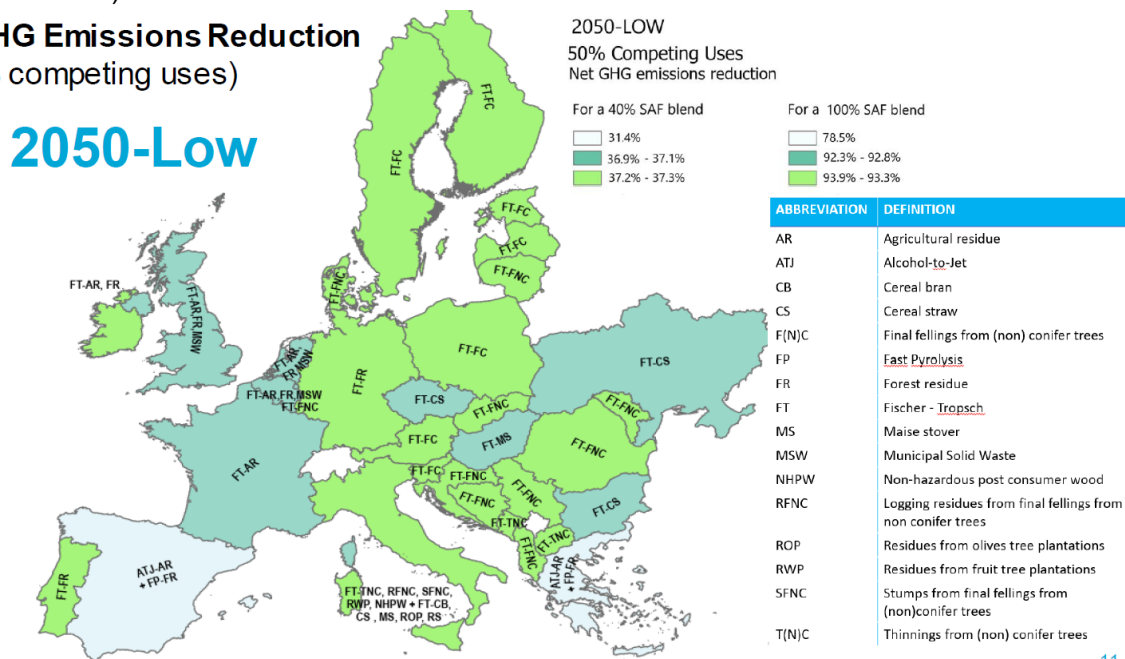 HG Emissions Reduction
competing uses)
2050-Low
2050-LOW
50% Competing Uses
Net GHG emissions reduction
For a 40% SAF blend
31.4%
36.9% - 37.1%
37.2% - 37.3%
For a 100% SAF blend
78.5%
92.3% - 92.8%
93.9% - 93.3%
FT-FC
FT-FC
FT-FC
FT-FC
FT-FNC
FT-FNC
FT-AR, FR
FT-AR,FR,MSW
FT-AR,
FR,MSW
FT-AR,FR,MSW
FT-FNC
FT-FR
FT-FC
FT-CS
FT-CS
FT-FNC
FT-FNC
FT-FC
FT-MS
FT-FNC
FT-AR
FT-FC
FT-FNC
FT-FNC
FT-FNC
FT-CS
FT-TNC
FT-TNC
FT-FNC
ATJ-AR
+ FP-FR
ATJ-AR
+ FP-FR
FT-FR
FT-TNC, RFNC, SFNC,
RWP, NHPW + FT-CB,
CS , MS, ROP, RS
ABBREVIATION DEFINITION
AR Agricultural residue
ATJ Alcohol-to-Jet
CB Cereal bran
CS Cereal straw
F(N)C Final fellings from (non) conifer trees
FP Fast Pyrolysis
FR Forest residue
FT Fischer - Tropsch
MS Maise stover
MSW Municipal Solid Waste
NHPW Non-hazardous post consumer wood
RFNC Logging residues from final fellings from
non conifer trees
ROP Residues from olives tree plantations
RWP Residues from fruit tree plantations
SFNC Stumps from final fellings from
(non)conifer trees
T(N)C Thinnings from (non) conifer trees